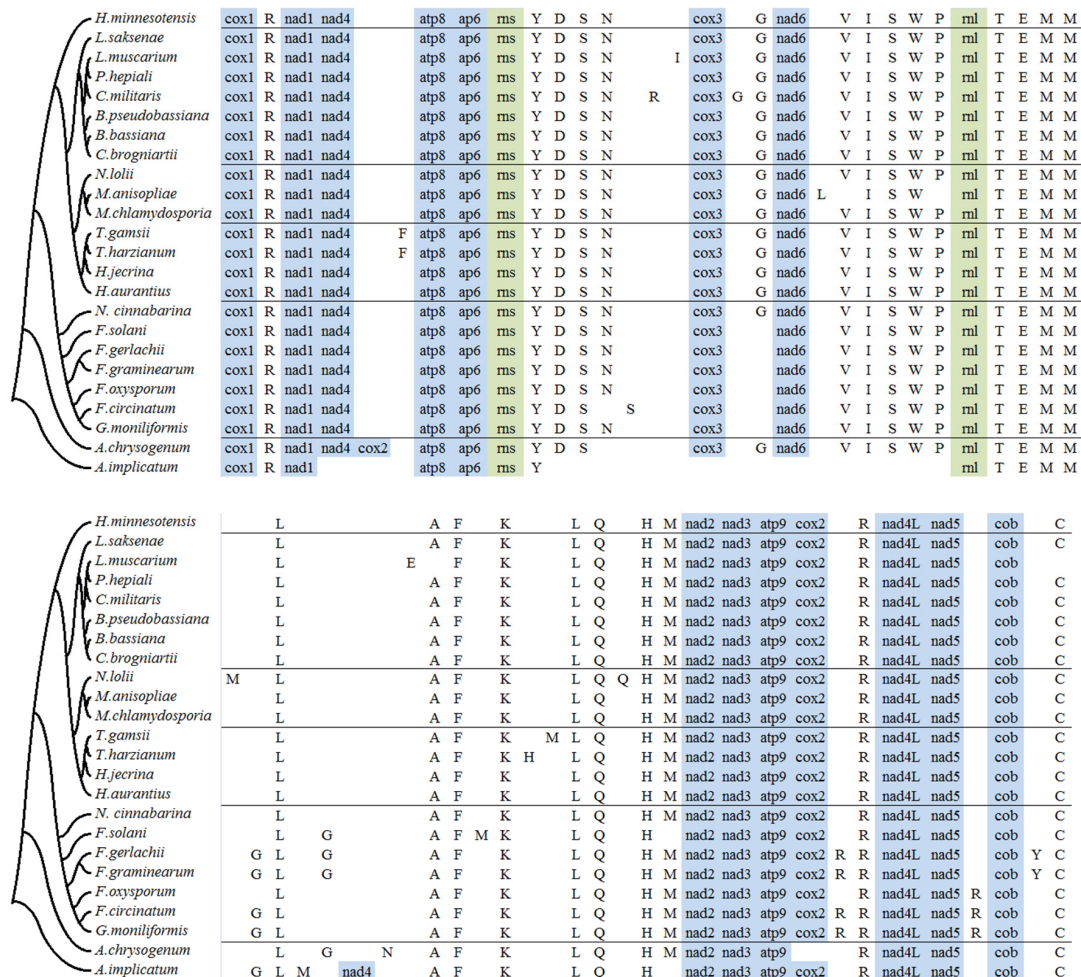 H.minnesotensis cox1 R nad1 nad4 atp8 ap6 rns Y D S N cox3 G nad6 V I S W P rnl T E M M
L.saksenae cox1 R nad1 nad4 atp8 ap6 rns Y D S N cox3 G nad6 V I S W P rnl T E M M
L.muscarium cox1 R nad1 nad4 atp8 ap6 rns Y D S N I cox3 G nad6 V I S W P rnl T E M M
P.hepiali cox1 R nad1 nad4 atp8 ap6 rns Y D S N cox3 G nad6 V I S W P rnl T E M M
C.militaris cox1 R nad1 nad4 atp8 ap6 rns Y D S N R cox3 G G nad6 V I S W P rnl T E M M
B.pseudobassiana cox1 R nad1 nad4 atp8 ap6 rns Y D S N cox3 G nad6 V I S W P rnl T E M M
B.bassiana cox1 R nad1 nad4 atp8 ap6 rns Y D S N cox3 G nad6 V I S W P rnl T E M M
C.brogniartii cox1 R nad1 nad4 atp8 ap6 rns Y D S N cox3 G nad6 V I S W P rnl T E M M
N.lolii cox1 R nad1 nad4 atp8 ap6 rns Y D S N cox3 G nad6 V I S W P rnl T E M M
M.anisopliae cox1 R nad1 nad4 atp8 ap6 rns Y D S N cox3 G nad6 L I S W rnl T E M M
M.chlamydosporia cox1 R nad1 nad4 atp8 ap6 rns Y D S N cox3 G nad6 V I S W P rnl T E M M
T.gamsii cox1 R nad1 nad4 F atp8 ap6 rns Y D S N cox3 G nad6 V I S W P rnl T E M M
T.harzianum cox1 R nad1 nad4 F atp8 ap6 rns Y D S N cox3 G nad6 V I S W P rnl T E M M
H.jecrina cox1 R nad1 nad4 atp8 ap6 rns Y D S N cox3 G nad6 V I S W P rnl T E M M
H.aurantius cox1 R nad1 nad4 atp8 ap6 rns Y D S N cox3 G nad6 V I S W P rnl T E M M
N. cinnabarina cox1 R nad1 nad4 atp8 ap6 rns Y D S N cox3 G nad6 V I S W P rnl T E M M
F.solani cox1 R nad1 nad4 atp8 ap6 rns Y D S N cox3 nad6 V I S W P rnl T E M M
F.gerlachii cox1 R nad1 nad4 atp8 ap6 rns Y D S N cox3 nad6 V I S W P rnl T E M M
F.graminearum cox1 R nad1 nad4 atp8 ap6 rns Y D S N cox3 nad6 V I S W P rnl T E M M
F.oxysporum cox1 R nad1 nad4 atp8 ap6 rns Y D S N cox3 nad6 V I S W P rnl T E M M
F.circinatum cox1 R nad1 nad4 atp8 ap6 rns Y D S S cox3 nad6 V I S W P rnl T E M M
G.moniliformis cox1 R nad1 nad4 atp8 ap6 rns Y D S N cox3 nad6 V I S W P rnl T E M M
A.chrysogenum cox1 R nad1 nad4 cox2 atp8 ap6 rns Y D S cox3 G nad6 V I S W P rnl T E M M
A.implicatum cox1 R nad1 atp8 ap6 rns Y rnl T E M M
H.minnesotensis L A F K L Q H M nad2 nad3 atp9 cox2 R nad4L nad5 cob C
L.saksenae L A F K L Q H M nad2 nad3 atp9 cox2 R nad4L nad5 cob C
L.muscarium L E F K L Q H M nad2 nad3 atp9 cox2 R nad4L nad5 cob
P.hepiali L A F K L Q H M nad2 nad3 atp9 cox2 R nad4L nad5 cob C
C.militaris L A F K L Q H M nad2 nad3 atp9 cox2 R nad4L nad5 cob C
B.pseudobassiana L A F K L Q H M nad2 nad3 atp9 cox2 R nad4L nad5 cob C
B.bassiana L A F K L Q H M nad2 nad3 atp9 cox2 R nad4L nad5 cob C
C.brogniartii L A F K L Q H M nad2 nad3 atp9 cox2 R nad4L nad5 cob C
N.lolii M L A F K L Q Q H M nad2 nad3 atp9 cox2 R nad4L nad5 cob C
M.anisopliae L A F K L Q H M nad2 nad3 atp9 cox2 R nad4L nad5 cob C
M.chlamydosporia L A F K L Q H M nad2 nad3 atp9 cox2 R nad4L nad5 cob C
T.gamsii L A F K M L Q H M nad2 nad3 atp9 cox2 R nad4L nad5 cob C
T.harzianum L A F K H L Q H M nad2 nad3 atp9 cox2 R nad4L nad5 cob C
H.jecrina L A F K L Q H M nad2 nad3 atp9 cox2 R nad4L nad5 cob C
H.aurantius L A F K L Q H M nad2 nad3 atp9 cox2 R nad4L nad5 cob C
N. cinnabarina L A F K L Q H M nad2 nad3 atp9 cox2 R nad4L nad5 cob C
F.solani L G A F M K L Q H nad2 nad3 atp9 cox2 R nad4L nad5 cob C
F.gerlachii G L G A F K L Q H M nad2 nad3 atp9 cox2 R R nad4L nad5 cob Y C
F.graminearum G L G A F K L Q H M nad2 nad3 atp9 cox2 R R nad4L nad5 cob Y C
F.oxysporum L A F K L Q H M nad2 nad3 atp9 cox2 R nad4L nad5 R cob C
F.circinatum G L A F K L Q H M nad2 nad3 atp9 cox2 R R nad4L nad5 R cob C
G.moniliformis G L A F K L Q H M nad2 nad3 atp9 cox2 R R nad4L nad5 R cob C
A.chrysogenum L G N A F K L Q H M nad2 nad3 atp9 R nad4L nad5 cob C
A.implicatum G L M nad4 A F K L Q H nad2 nad3 atp9 cox2 R nad4L nad5 cob C